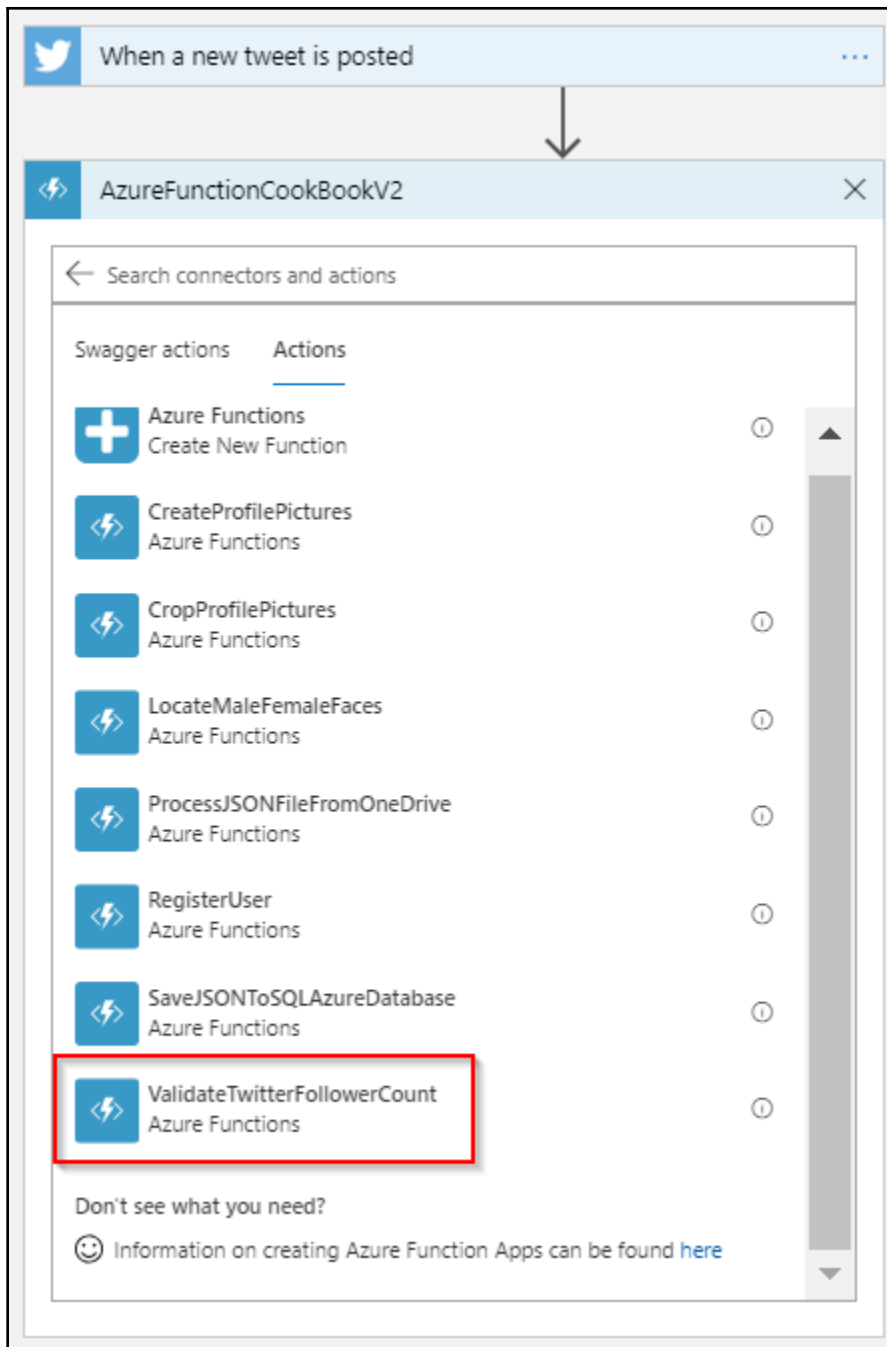 When a new tweet is posted
AzureFunctionCookBookV2
Search connectors and actions
Swagger actions Actions
Azure Functions
Create New Function
CreateProfilePictures
Azure Functions
CropProfilePictures
Azure Functions
LocateMaleFemaleFaces
Azure Functions
ProcessJSONFileFromOneDrive
Azure Functions
RegisterUser
Azure Functions
SaveJSONToSQLAzureDatabase
Azure Functions
ValidateTwitterFollowerCount
Azure Functions
Don't see what you need?
Information on creating Azure Function Apps can be found here